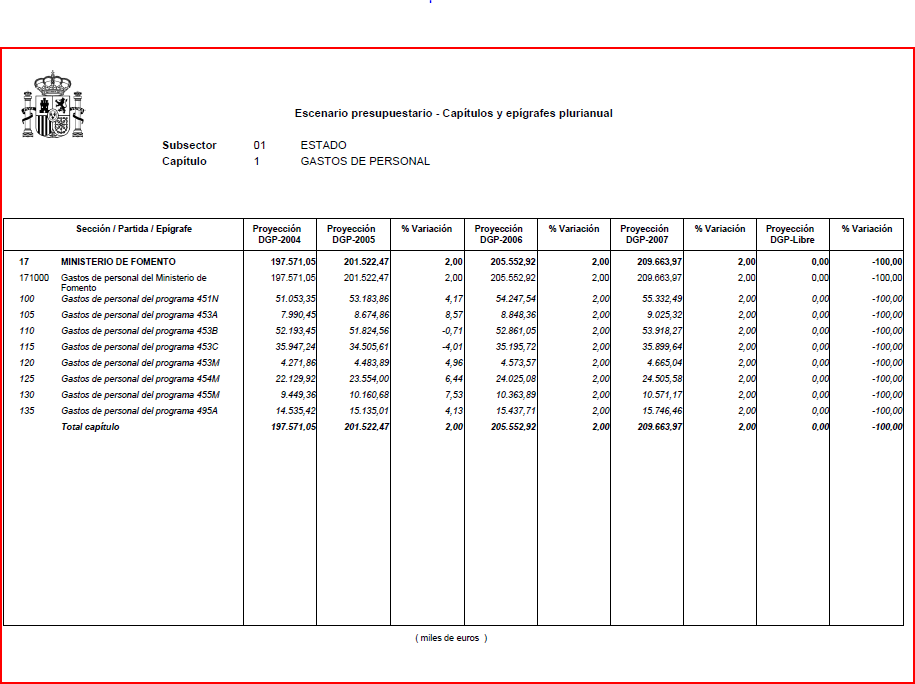 Escenario presupuestario - Capítulos y epígrafes plurianual
Subsector 01 ESTADO
Capítulo 1 GASTOS DE PERSONAL
Sección / Partida / Epígrafe Proyección DGP-2004 Proyección DGP-2005 % Variación Proyección DGP-2006 % Variación Proyección DGP-2007 % Variación Proyección DGP-Libre % Variación
17 MINISTERIO DE FOMENTO 197.571,05 201.522,47 2,00 205.552,92 2,00 209.663,97 2,00 0,00 -100,00
171000 Gastos de personal del Ministerio de 197.571,05 201.522,47 2,00 205.552,92 2,00 209.663,97 2,00 0,00 -100,00
Fomento
100 Gastos de personal del programa 451N 51.053,35 53.183,86 4,17 54.247,54 2,00 55.332,49 2,00 0,00 -100,00
105 Gastos de personal del programa 453A 7.990,45 8.674,86 8,57 8.848,36 2,00 9.025,32 2,00 0,00 -100,00
110 Gastos de personal del programa 453B 52.193,45 51.824,56 -0,71 52.861,05 2,00 53.918,27 2,00 0,00 -100,00
115 Gastos de personal del programa 453C 35.947,24 34.505,61 -4,01 35.195,72 2,00 35.899,64 2,00 0,00 -100,00
120 Gastos de personal del programa 453M 4.271,86 4.483,89 4,96 4.573,57 2,00 4.665,04 2,00 0,00 -100,00
125 Gastos de personal del programa 454M 22.129,92 23.554,00 6,44 24.025,08 2,00 24.505,58 2,00 0,00 -100,00
130 Gastos de personal del programa 455M 9.449,36 10.160,68 7,53 10.363,89 2,00 10.571,17 2,00 0,00 -100,00
135 Gastos de personal del programa 495A 14.535,42 15.135,01 4,13 15.437,71 2,00 15.746,46 2,00 0,00 -100,00
Total capítulo 197.571,05 201.522,47 2,00 205.552,92 2,00 209.663,97 2,00 0,00 -100,00
( miles de euros )